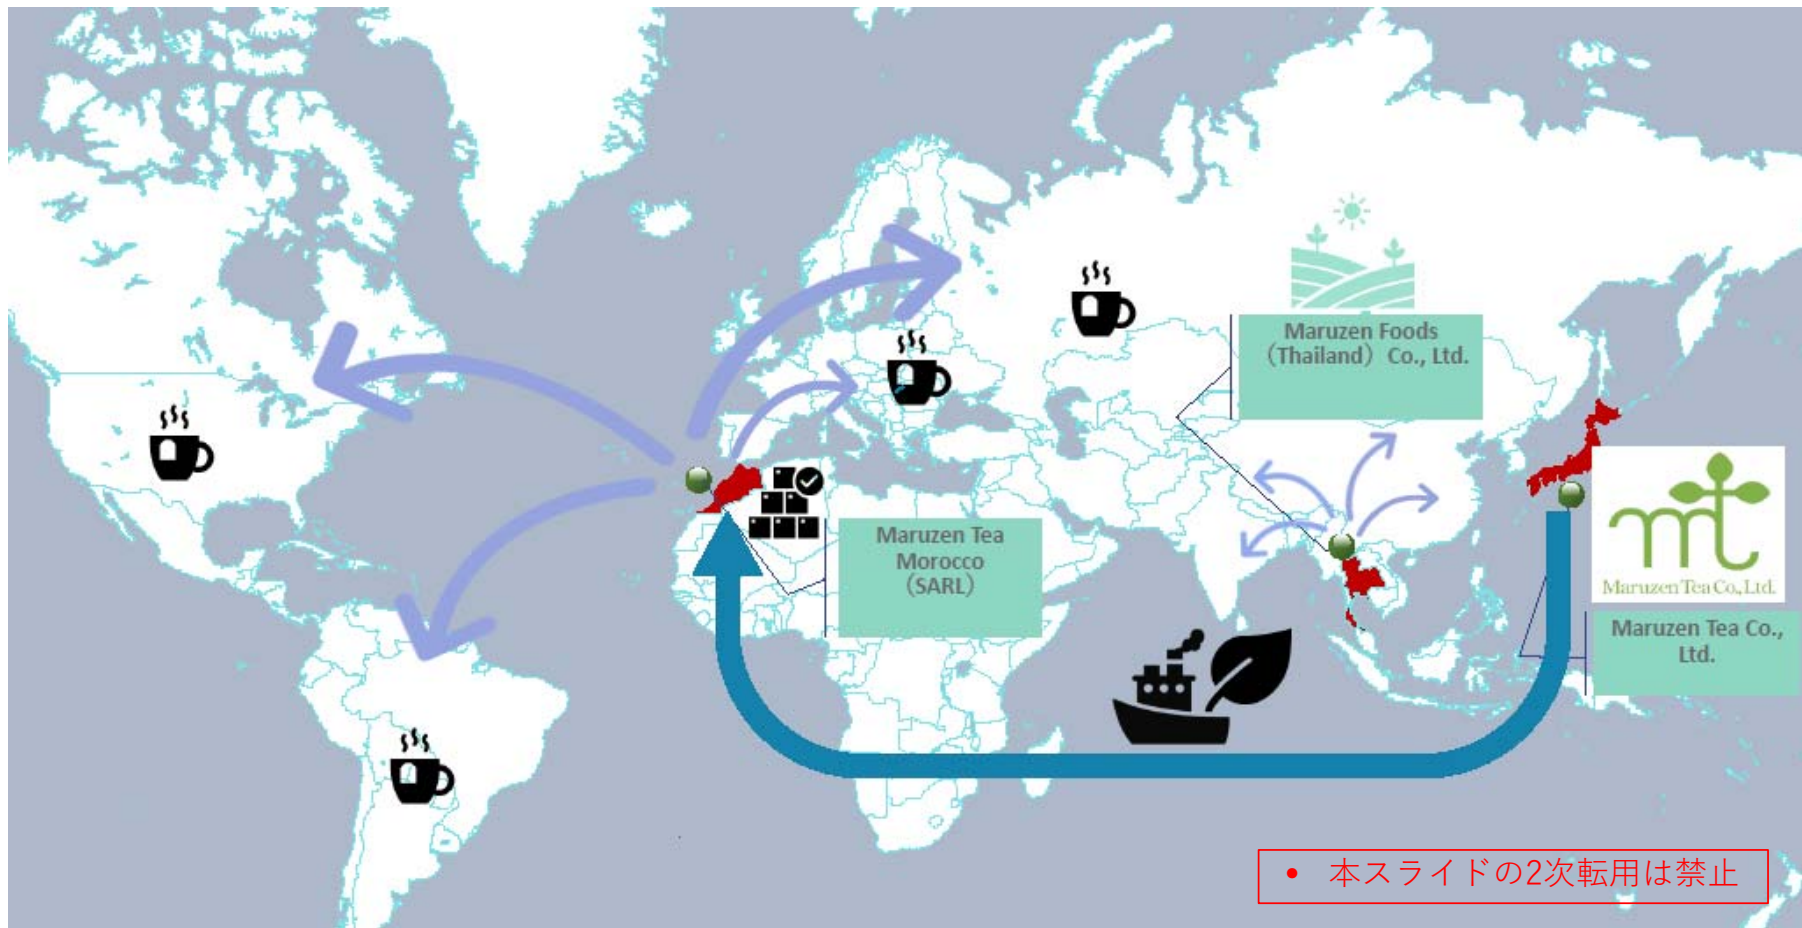 Maruzen Foods
（Thailand）Co., Ltd.
Maruzen Tea
Morocco
（SARL）
mt
Maruzen Tea Co., Ltd.
Maruzen Tea Co.,
Ltd.
• 本スライドの2次転用は禁止